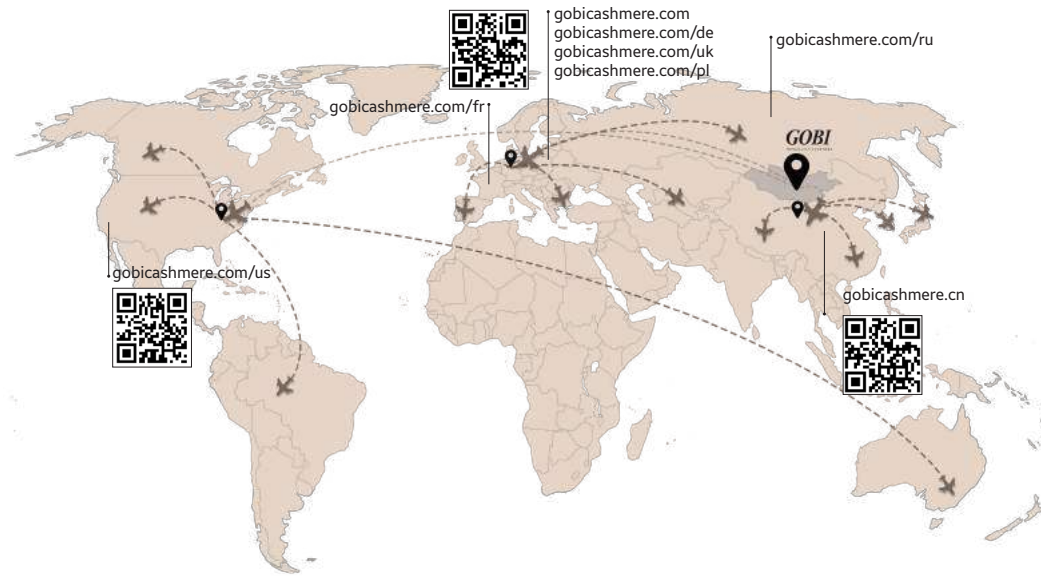 gobicashmere.com
gobicashmere.com/de
gobicashmere.com/uk
gobicashmere.com/pl
gobicashmere.com/ru
gobicashmere.com/fr
GOBI
gobicashmere.com/us
gobicashmere.cn